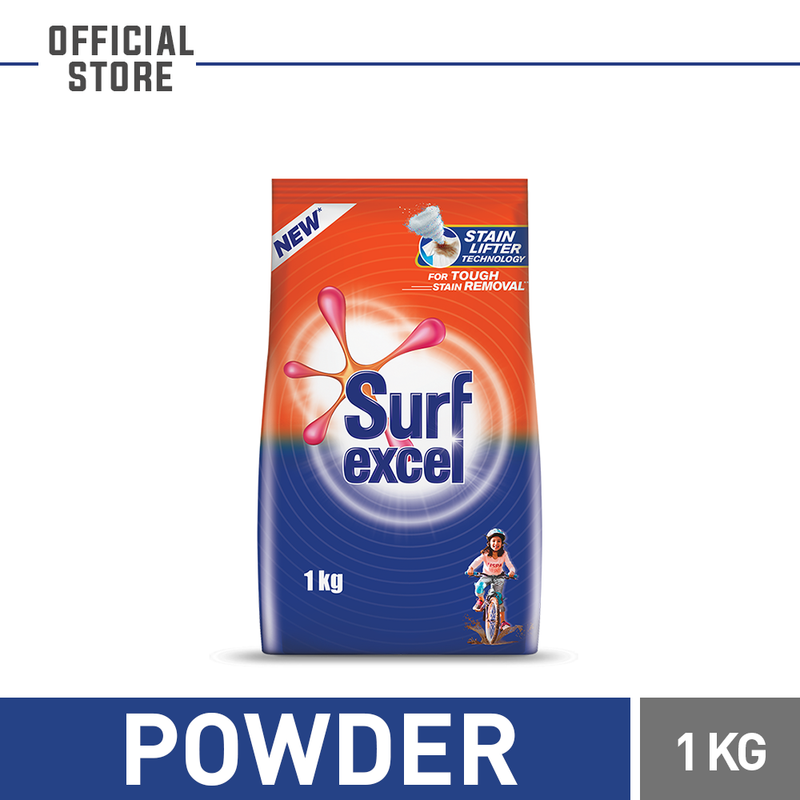 OFFICIAL
STORE
NEW*
STAIN
LIFTER
TECHNOLOGY
FOR TOUGH
STAIN REMOVAL**
Surf
excel
1 kg
POWDER
1 KG